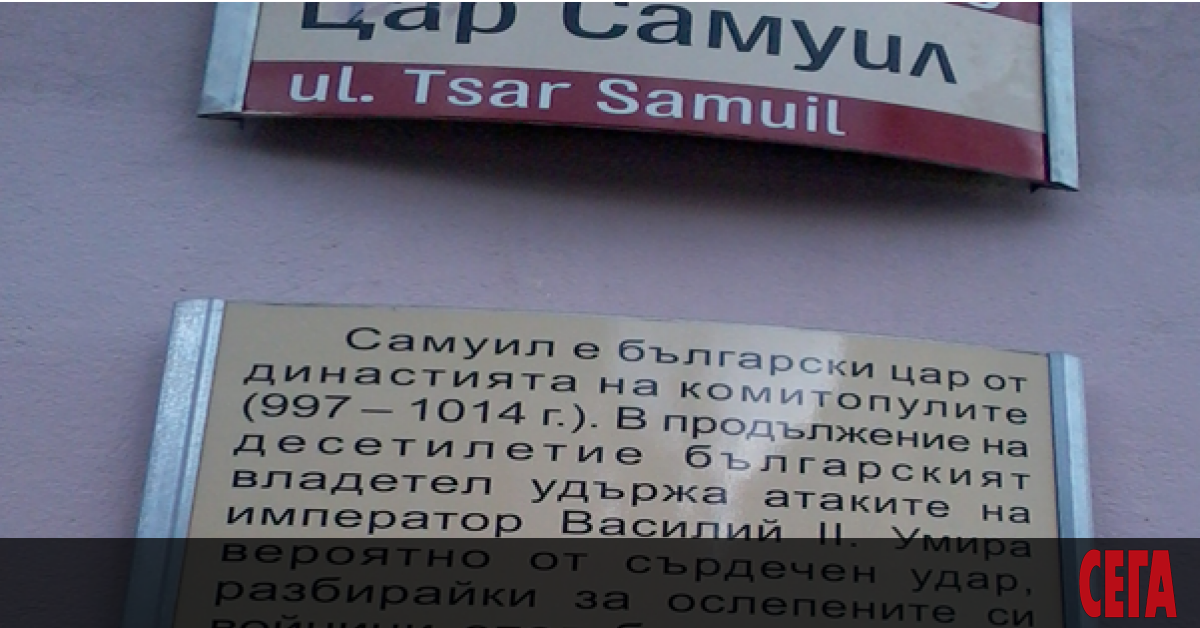 Цар Самуил
ul. Tsar Samuil
Самуил е български цар от
династията на комитопулите
(997 – 1014 г.). В продължение на
десетилетие българският
владетел удържа атаките на
император Василий II. Умира
вероятно от сърдечен удар,
разбирайки за ослепените си
войници
СЕГА